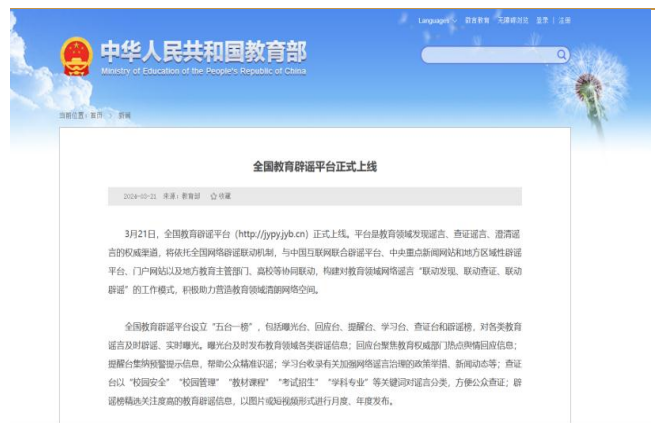 Languages 教育教育 无障碍浏览 登录 | 注册
中华人民共和国教育部
Ministry of Education of the People's Republic of China
当前位置：首页 > 新闻
全国教育辟谣平台正式上线
2024-03-21 来源：教育部 收藏
3月21日，全国教育辟谣平台（http://jypy.jyb.cn）正式上线。平台是教育领域发现谣言、查证谣言、澄清谣
言的权威渠道，将依托全国网络辟谣联动机制，与中国互联网联合辟谣平台、中央重点新闻网站和地方区域性辟谣
平台、门户网站以及地方教育主管部门、高校等协同联动，构建对教育领域网络谣言“联动发现、联动查证、联动
辟谣”的工作模式，积极助力营造教育领域清朗网络空间。
全国教育辟谣平台设立“五台一榜”，包括曝光台、回应台、提醒台、学习台、查证台和辟谣榜，对各类教育
谣言及时辟谣、实时曝光。曝光台及时发布教育领域各类辟谣信息；回应台聚焦教育权威部门热点舆情回应信息；
提醒台集纳预警提示信息，帮助公众精准识谣；学习台收录有关加强网络谣言治理的政策举措、新闻动态等；查证
台以“校园安全”“校园管理”“教材课程”“考试招生”“学科专业”等关键词对谣言分类，方便公众查证；辟
谣榜精选关注度高的教育辟谣信息，以图片或短视频形式进行月度、年度发布。